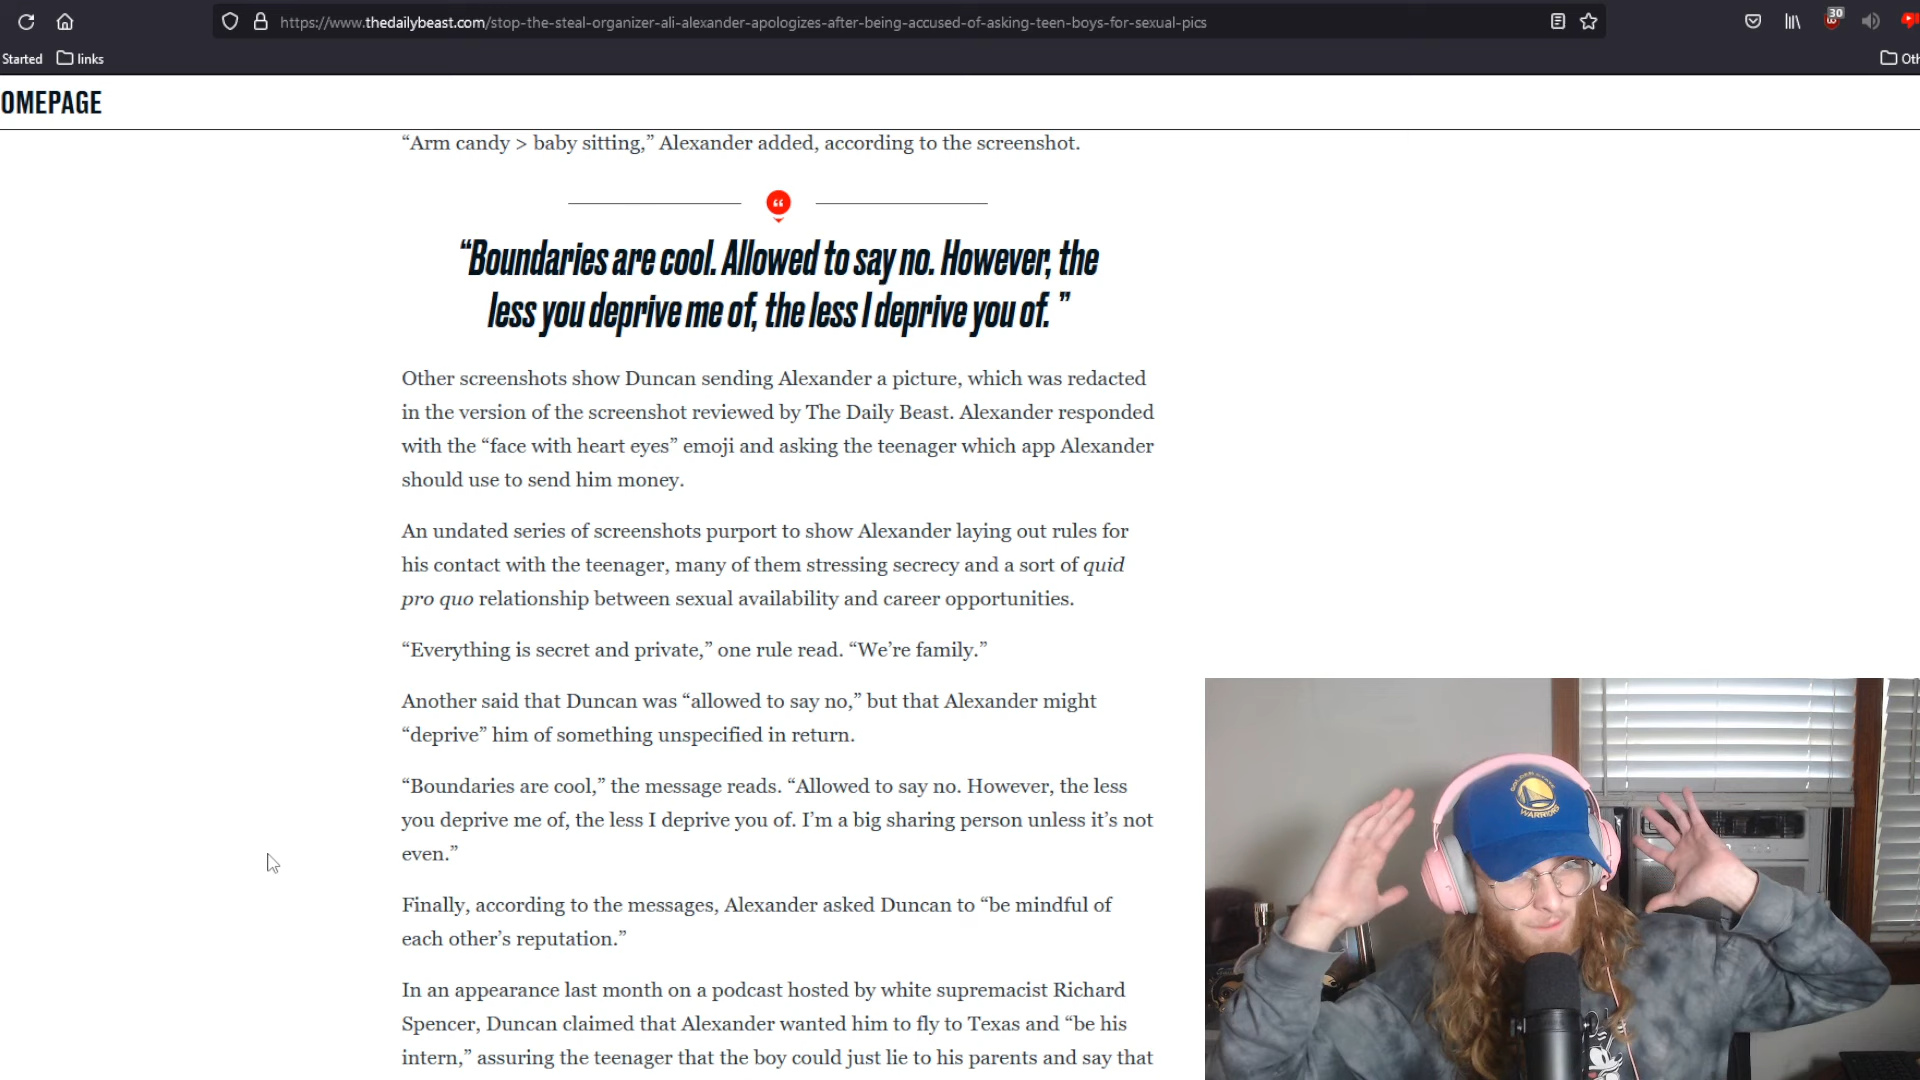 https://www.thedailybeast.com/stop-the-steal-organizer-ali-alexander-apologizes-after-being-accused-of-asking-teen-boys-for-sexual-pics
30
Started links Oth
OMEPAGE
“Arm candy > baby sitting,” Alexander added, according to the screenshot.
“Boundaries are cool. Allowed to say no. However, the
less you deprive me of, the less I deprive you of. ”
Other screenshots show Duncan sending Alexander a picture, which was redacted
in the version of the screenshot reviewed by The Daily Beast. Alexander responded
with the “face with heart eyes” emoji and asking the teenager which app Alexander
should use to send him money.
An undated series of screenshots purport to show Alexander laying out rules for
his contact with the teenager, many of them stressing secrecy and a sort of quid
pro quo relationship between sexual availability and career opportunities.
“Everything is secret and private,” one rule read. “We’re family.”
Another said that Duncan was “allowed to say no,” but that Alexander might
“deprive” him of something unspecified in return.
“Boundaries are cool,” the message reads. “Allowed to say no. However, the less
you deprive me of, the less I deprive you of. I’m a big sharing person unless it’s not
even.”
Finally, according to the messages, Alexander asked Duncan to “be mindful of
each other’s reputation.”
In an appearance last month on a podcast hosted by white supremacist Richard
Spencer, Duncan claimed that Alexander wanted him to fly to Texas and “be his
intern,” assuring the teenager that the boy could just lie to his parents and say that
GOLDEN STATE
WARRIORS